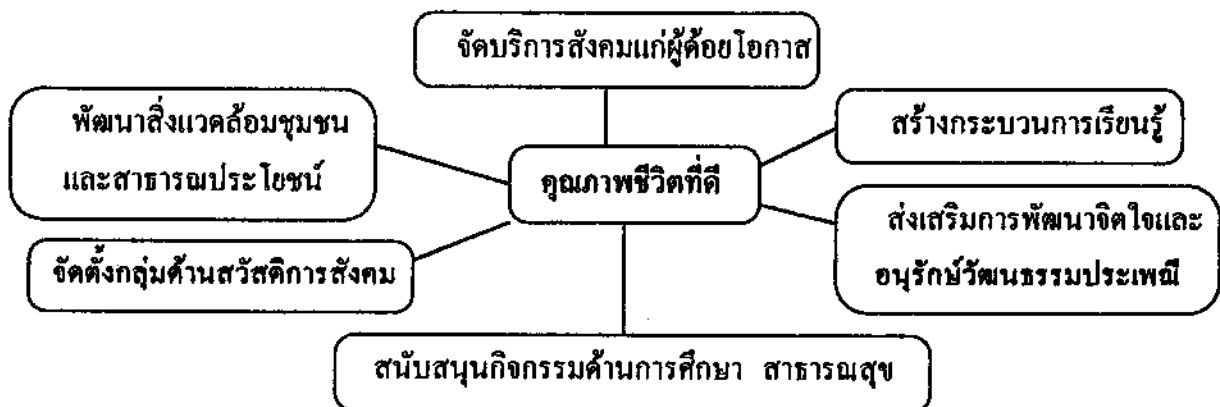 จัดบริการสังคมแก่ผู้ด้อยโอกาส
พัฒนาสิ่งแวดล้อมชุมชน
และสาธารณประโยชน์
สร้างกระบวนการเรียนรู้
คุณภาพชีวิตที่ดี
ส่งเสริมการพัฒนาจิตใจและ
อนุรักษ์วัฒนธรรมประเพณี
จัดตั้งกลุ่มด้านสวัสดิการสังคม
สนับสนุนกิจกรรมด้านการศึกษา สาธารณสุข